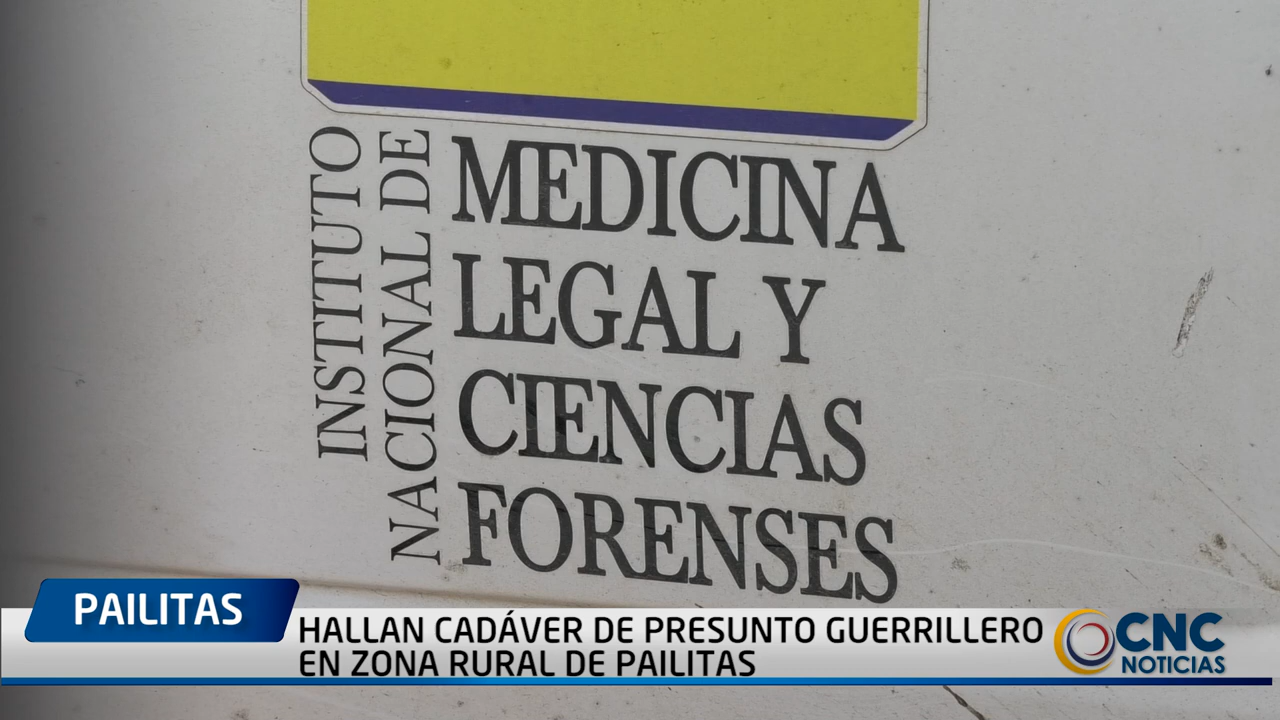 INSTITUTO
NACIONAL DE
MEDICINA
LEGAL Y
CIENCIAS
FORENSES
PAILITAS
HALLAN CADÁVER DE PRESUNTO GUERRILLERO
EN ZONA RURAL DE PAILITAS
CNC
NOTICIAS